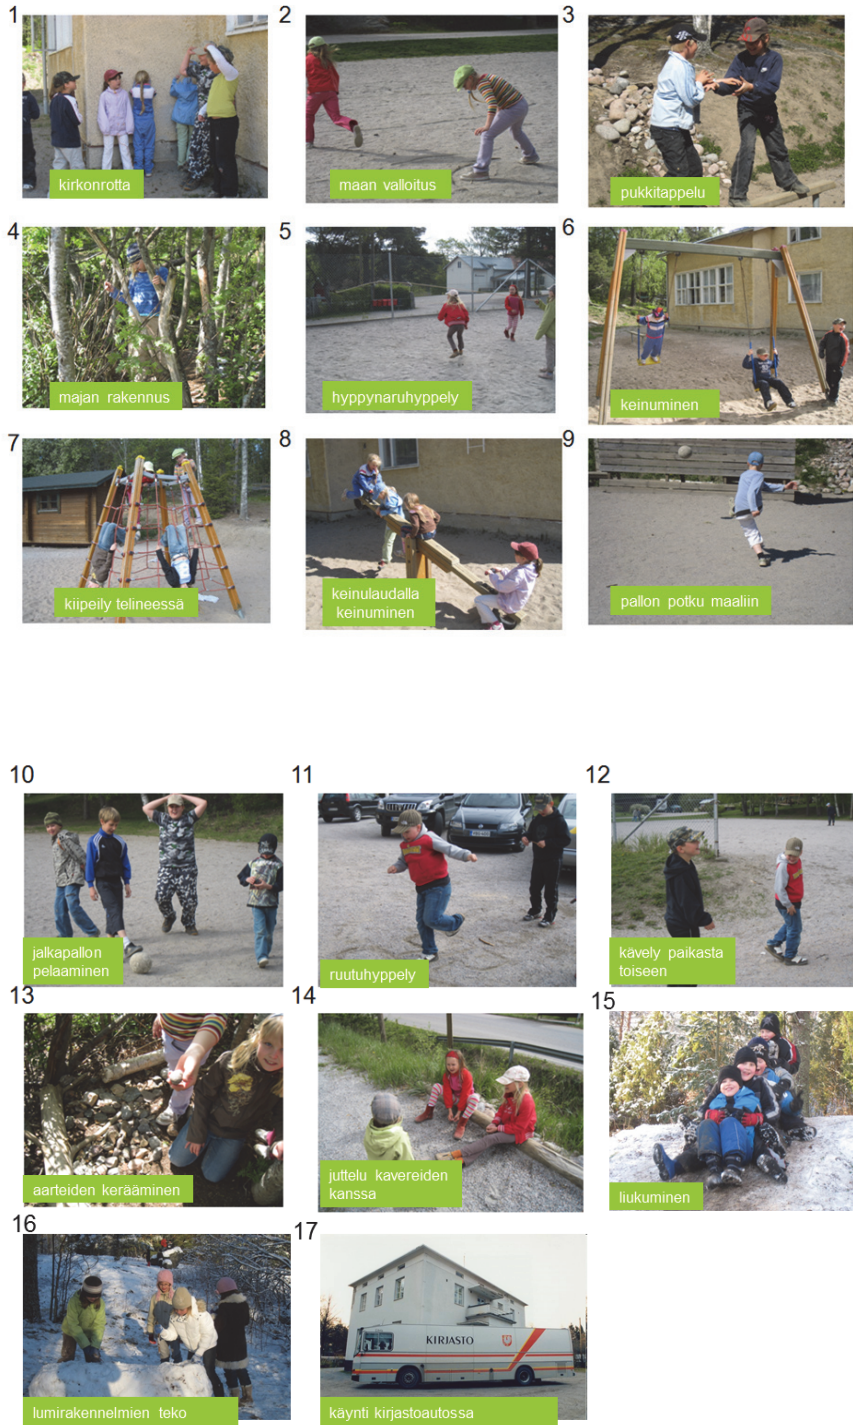 1
kirkonrotta
2
maan valloitus
3
pukkitappelu
4
majan rakennus
5
hyppynaruhyppely
6
keinuminen
7
kiipeily telineessä
8
keinulaudalla
keinuminen
9
pallon potku maaliin
10
jalkapallon
pelaaminen
11
ruutuhyppely
12
kävely paikasta
toiseen
13
aarteiden kerääminen
14
juttelu kavereiden
kanssa
15
liukuminen
16
lumirakennelmien teko
17
KIRJASTO
käynti kirjastoautossa